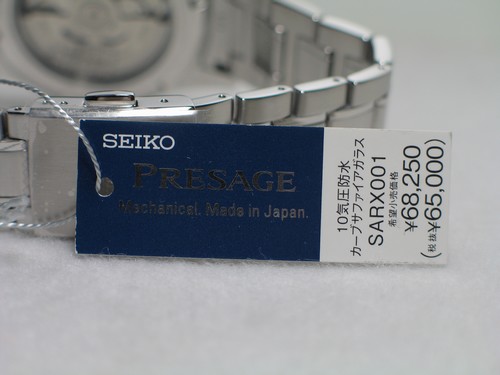 SEIKO
PRESAGE
Mechanical. Made in Japan.
10気圧防水
カーブサファイアガラス
SARX001
希望小売価格
¥68,250
(税抜¥65,000)